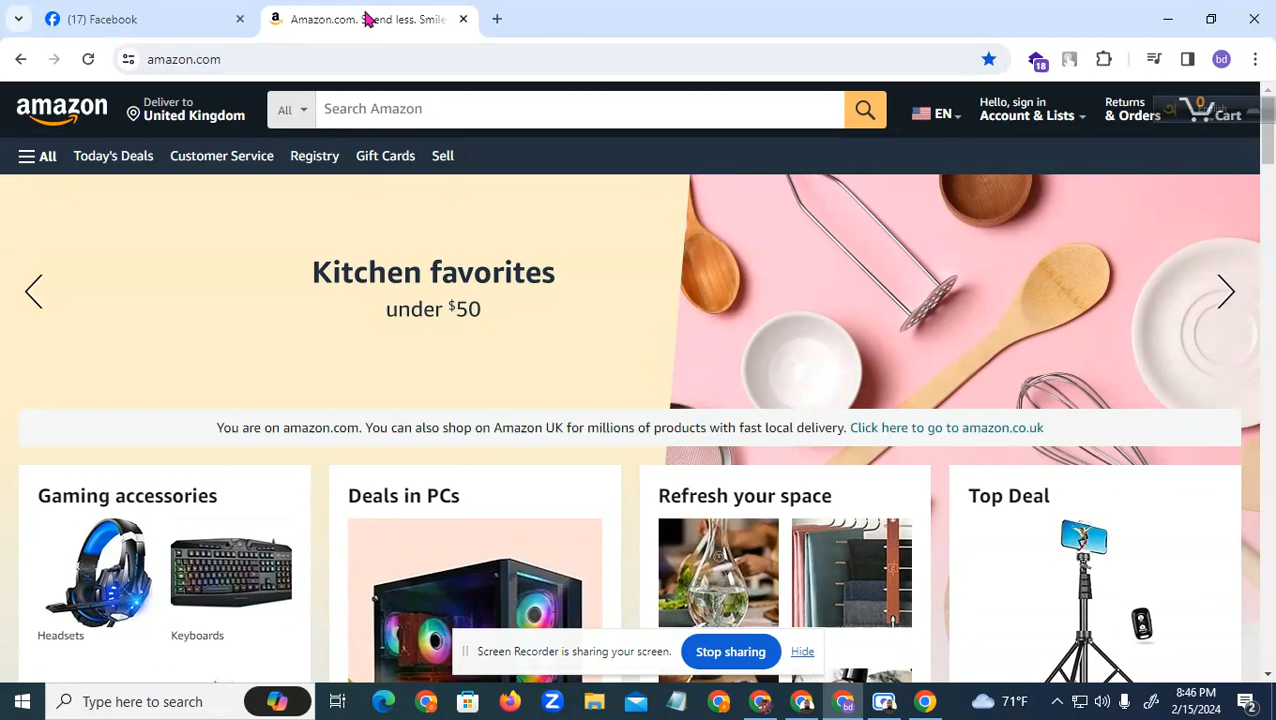 (17) Facebook
Amazon.com. Spend less. Smile
amazon.com
18
bd
amazon
Deliver to
United Kingdom
All
Search Amazon
EN
Hello, sign in
Account & Lists
Returns
& Orders
0
Cart
All
Today's Deals
Customer Service
Registry
Gift Cards
Sell
Kitchen favorites
under $50
You are on amazon.com. You can also shop on Amazon UK for millions of products with fast local delivery. Click here to go to amazon.co.uk
Gaming accessories
Deals in PCs
Refresh your space
Top Deal
Headsets
Keyboards
Screen Recorder is sharing your screen.
Stop sharing
Hide
Type here to search
bd
71°F
8:46 PM
2/15/2024
2